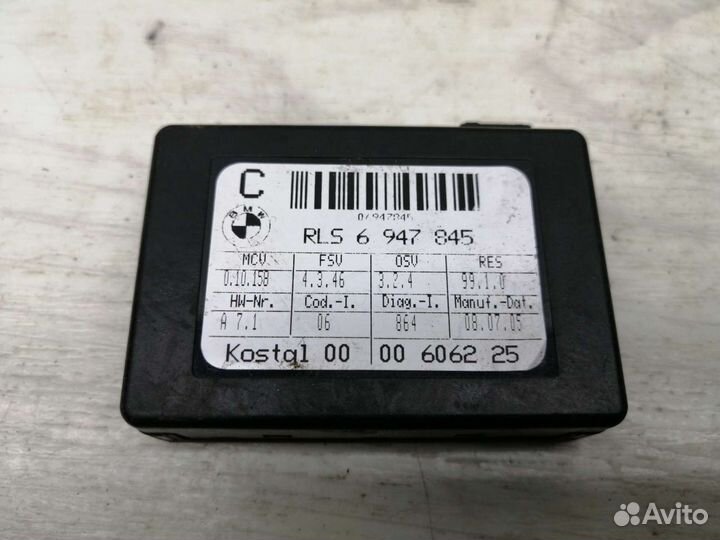 C
06947845
BMW
RLS 6 947 845
MCV FSV OSV RES
0.10.158 4.3.46 3.2.4 99.1.0
HW-Nr. Cod.-I. Diag.-I. Manuf.-Dat.
A 7.1 06 864 08.07.05
Kostal 00 00 6062 25
Avito